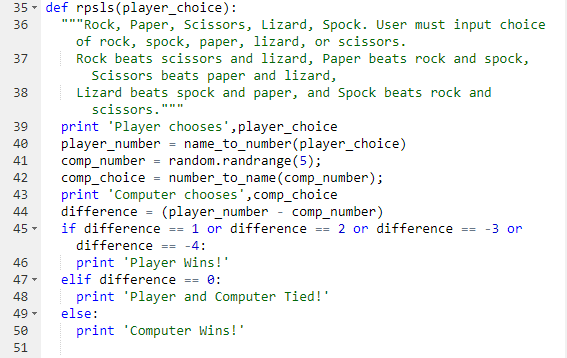 35 def rpsls(player_choice):
36 """Rock, Paper, Scissors, Lizard, Spock. User must input choice
of rock, spock, paper, lizard, or scissors.
37 Rock beats scissors and lizard, Paper beats rock and spock,
Scissors beats paper and lizard,
38 Lizard beats spock and paper, and Spock beats rock and
scissors."""
39 print 'Player chooses',player_choice
40 player_number = name_to_number(player_choice)
41 comp_number = random.randrange(5);
42 comp_choice = number_to_name(comp_number);
43 print 'Computer chooses',comp_choice
44 difference = (player_number - comp_number)
45 if difference == 1 or difference == 2 or difference == -3 or
difference == -4:
46 print 'Player Wins!'
47 elif difference == 0:
48 print 'Player and Computer Tied!'
49 else:
50 print 'Computer Wins!'
51